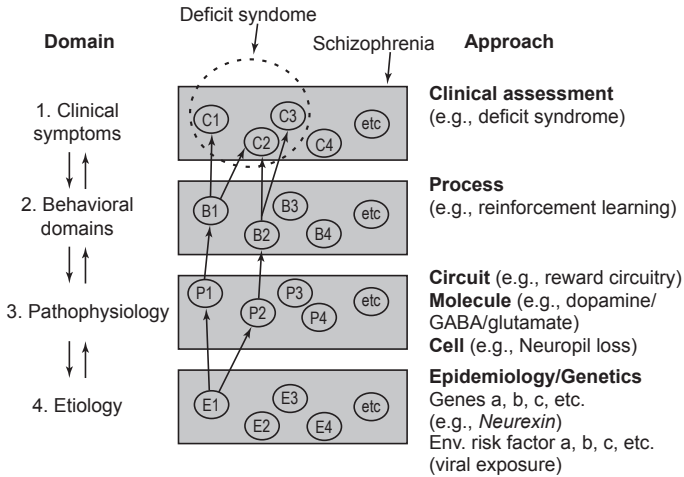 Deficit syndome
Domain
Schizophrenia
Approach
1. Clinical
symptoms
C1
C2
C3
C4
etc
Clinical assessment
(e.g., deficit syndrome)
2. Behavioral
domains
B1
B2
B3
B4
etc
Process
(e.g., reinforcement learning)
3. Pathophysiology
P1
P2
P3
P4
etc
Circuit (e.g., reward circuitry)
Molecule (e.g., dopamine/
GABA/glutamate)
Cell (e.g., Neuropil loss)
4. Etiology
E1
E2
E3
E4
etc
Epidemiology/Genetics
Genes a, b, c, etc.
(e.g., Neurexin)
Env. risk factor a, b, c, etc.
(viral exposure)